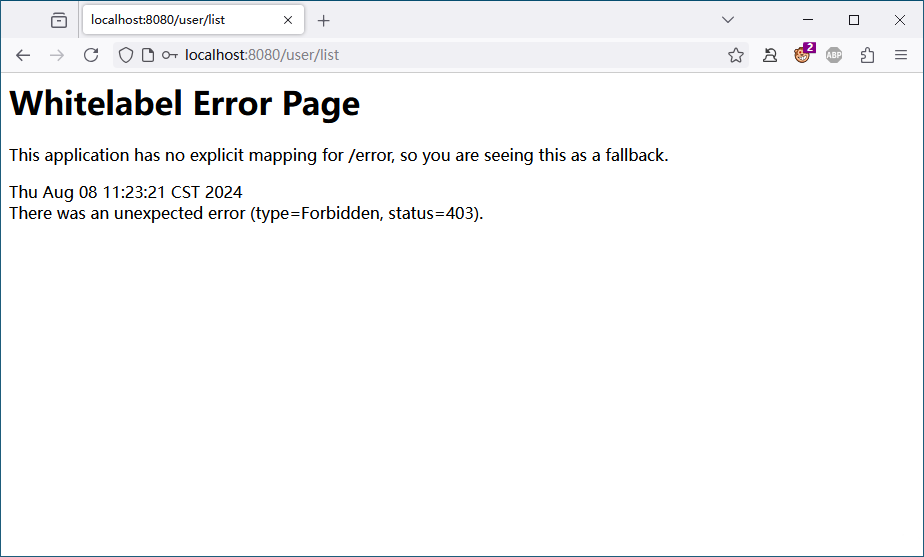 localhost:8080/user/list
localhost:8080/user/list
2
ABP
Whitelabel Error Page
This application has no explicit mapping for /error, so you are seeing this as a fallback.
Thu Aug 08 11:23:21 CST 2024
There was an unexpected error (type=Forbidden, status=403).